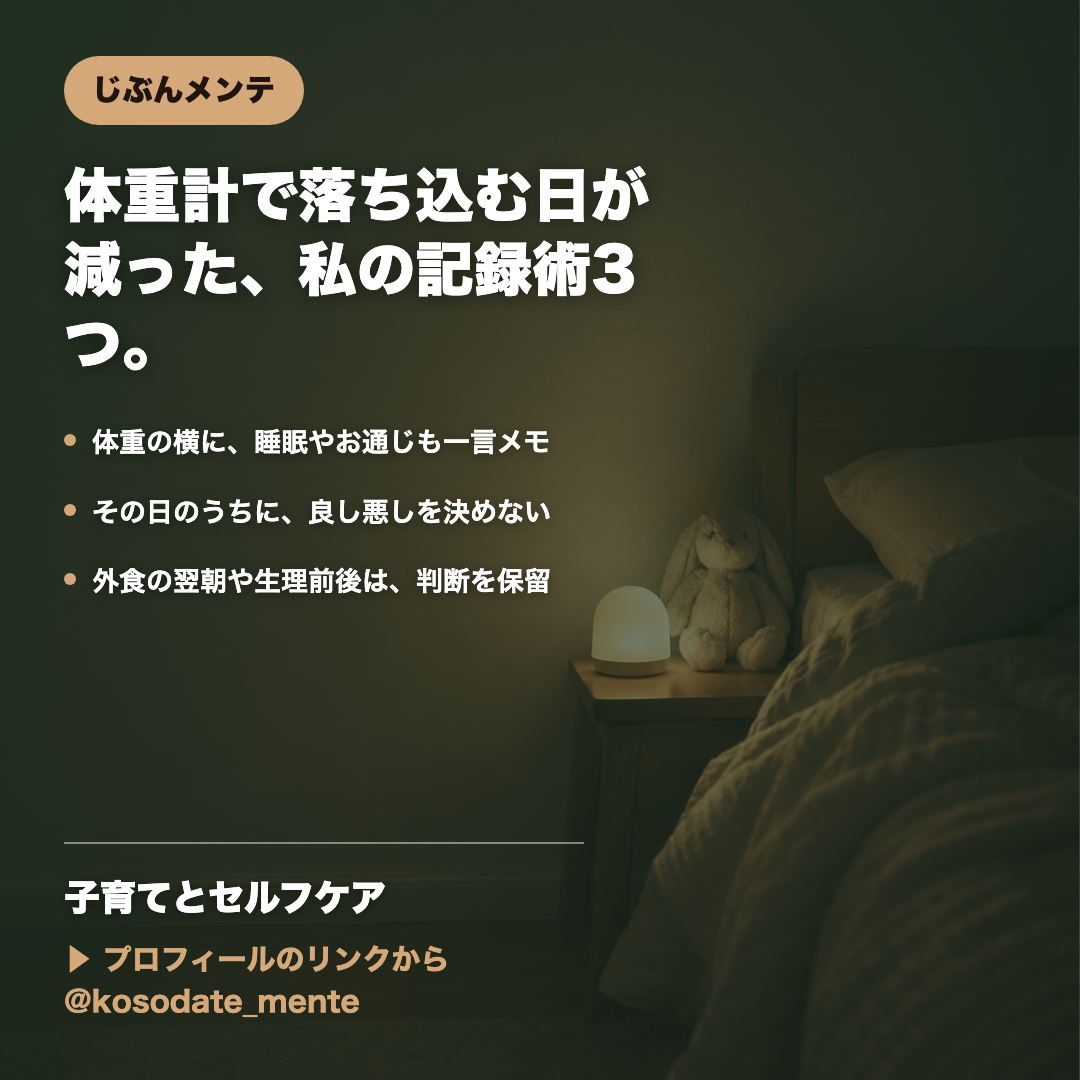 じぶんメンテ
体重計で落ち込む日が
減った、私の記録術3
つ。
• 体重の横に、睡眠やお通じも一言メモ
• その日のうちに、良し悪しを決めない
• 外食の翌朝や生理前後は、判断を保留
子育てとセルフケア
▶ プロフィールのリンクから
@kosodate_mente